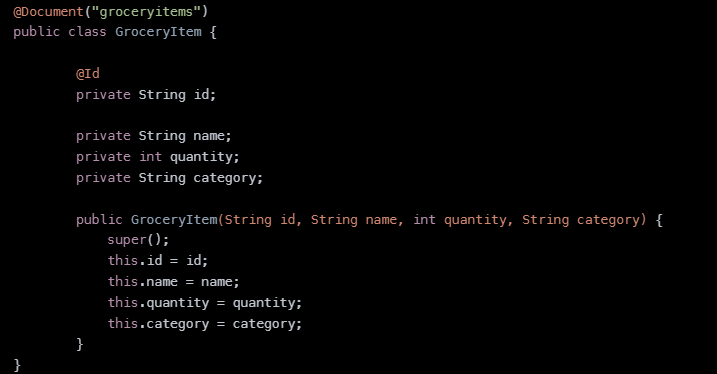 @Document("groceryitems")
public class GroceryItem {
@Id
private String id;
private String name;
private int quantity;
private String category;
public GroceryItem(String id, String name, int quantity, String category) {
super();
this.id = id;
this.name = name;
this.quantity = quantity;
this.category = category;
}
}